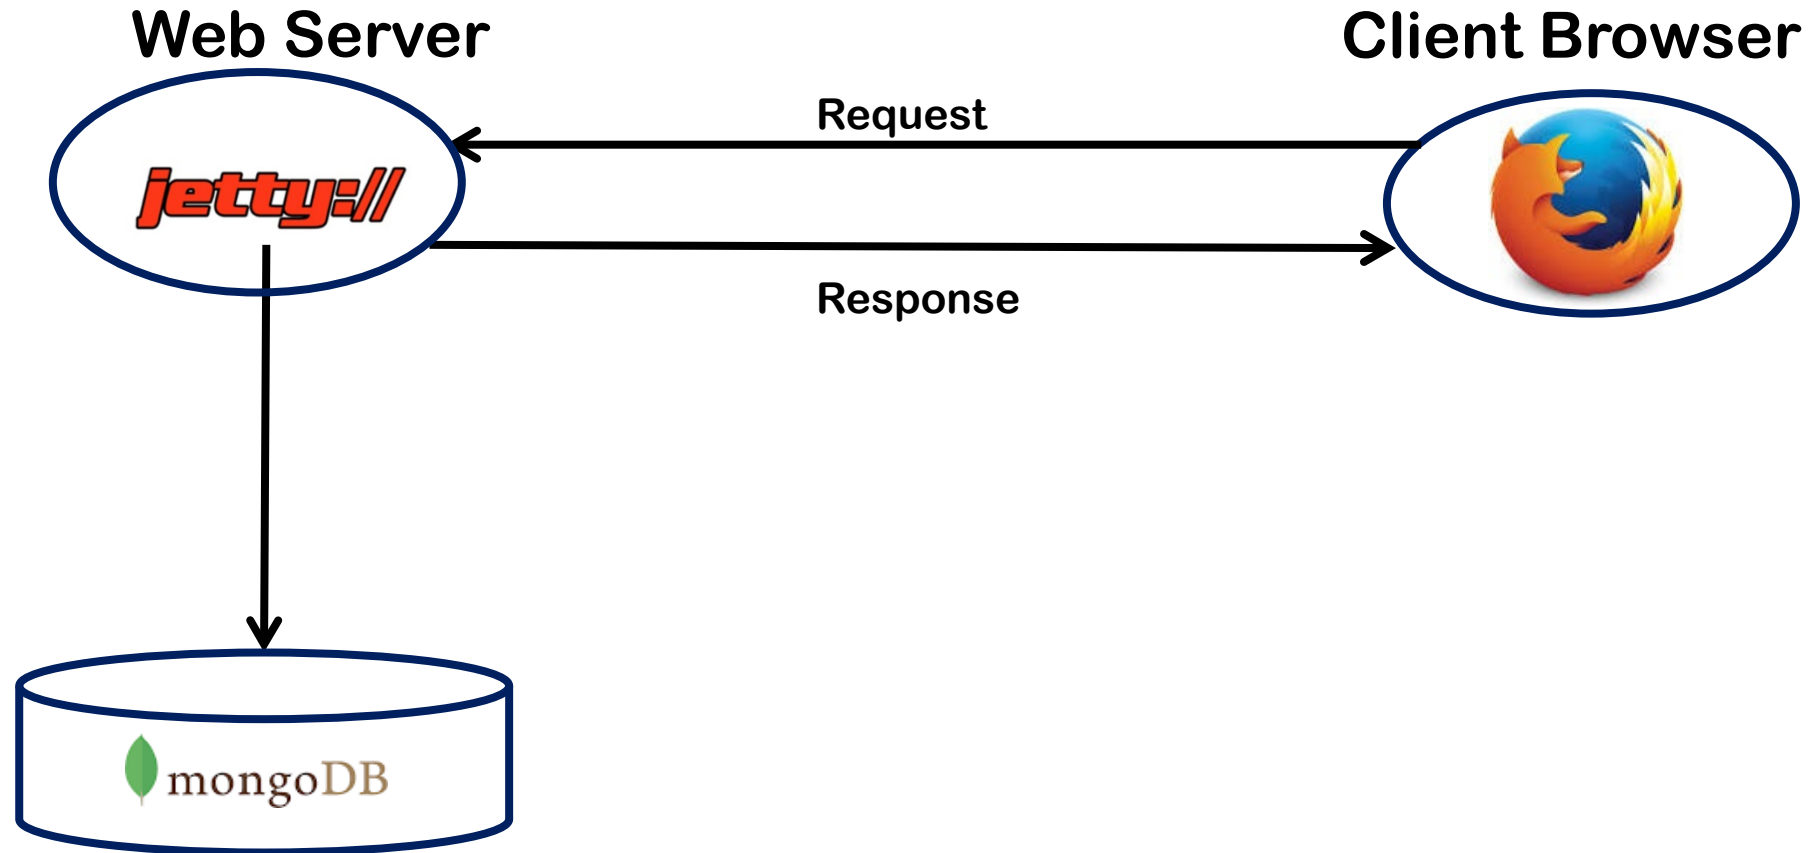 Web Server
Client Browser
Request
jetty://
Response
mongoDB